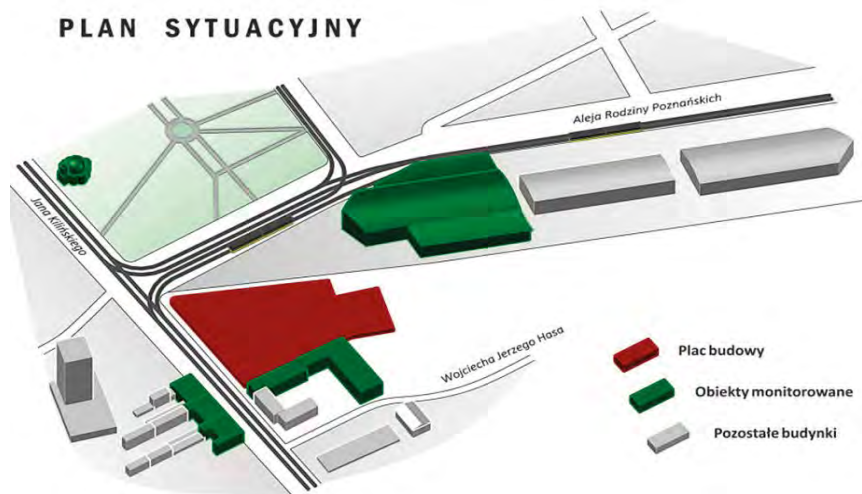 PLAN SYTUACYJNY
Aleja Rodziny Poznańskich
Jana Kilińskiego
Wojciecha Jerzego Hasa
Plac budowy
Obiekty monitorowane
Pozostałe budynki